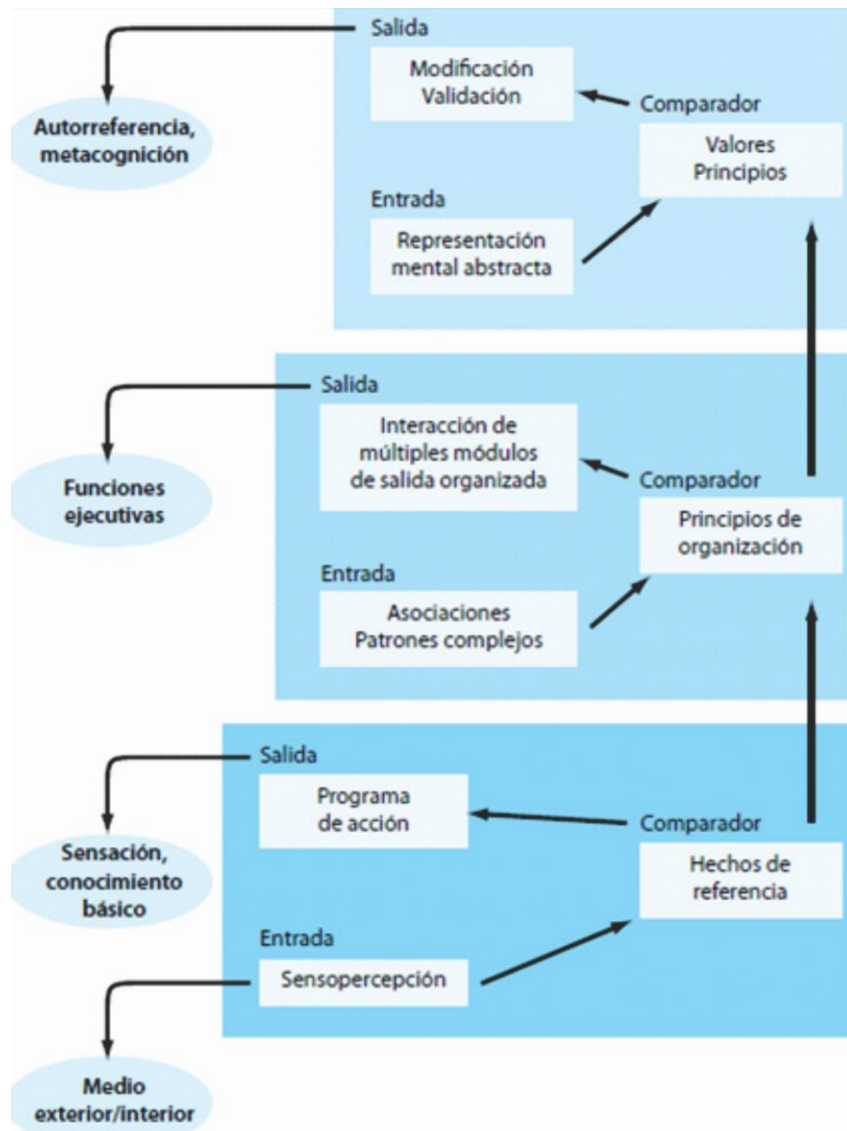 Salida
Modificación
Validación
Comparador
Autorreferencia,
metacognición
Valores
Principios
Entrada
Representación
mental abstracta
Salida
Interacción de
múltiples módulos
de salida organizada
Comparador
Funciones
ejecutivas
Principios de
organización
Entrada
Asociaciones
Patrones complejos
Salida
Programa
de acción
Comparador
Sensación,
conocimiento
básico
Hechos de
referencia
Entrada
Sensopercepción
Medio
exterior/interior